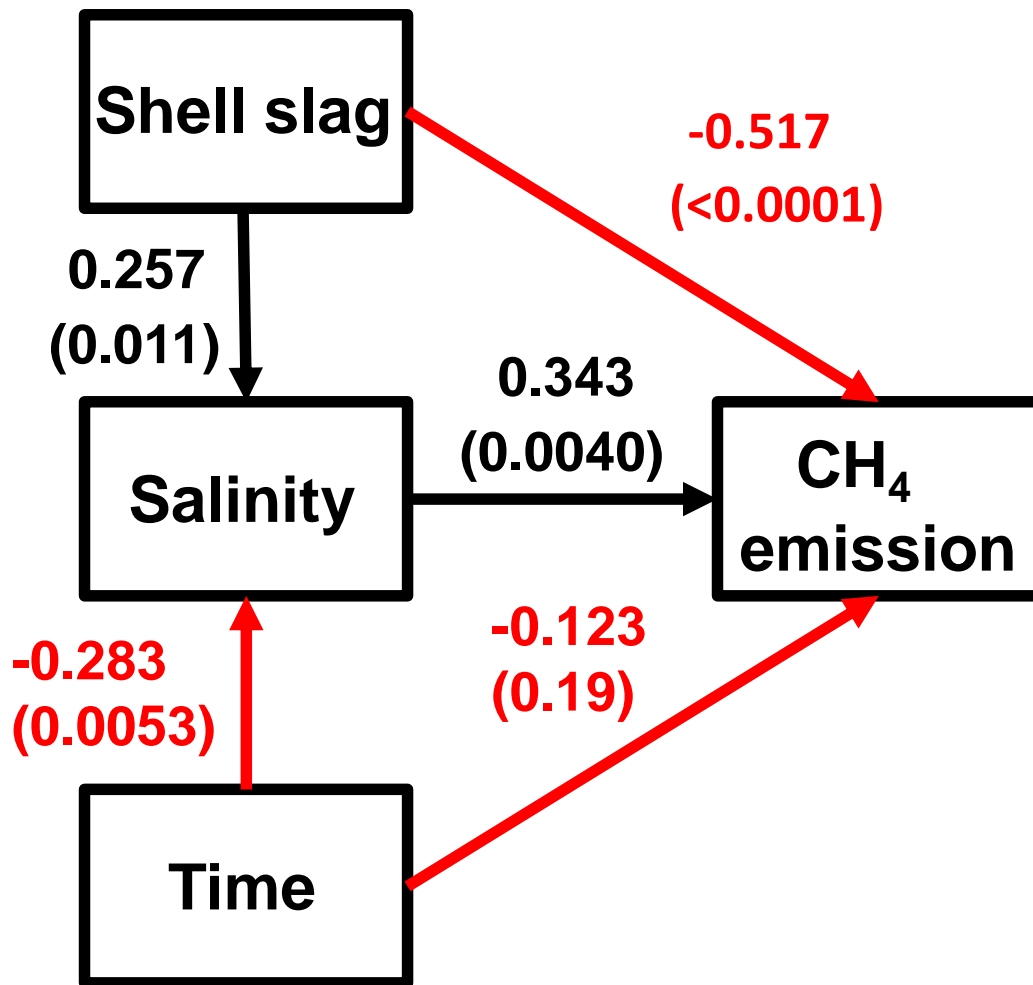 Shell slag
-0.517
(<0.0001)
0.257
(0.011)
0.343
(0.0040)
Salinity
CH₄
emission
-0.283
(0.0053)
-0.123
(0.19)
Time